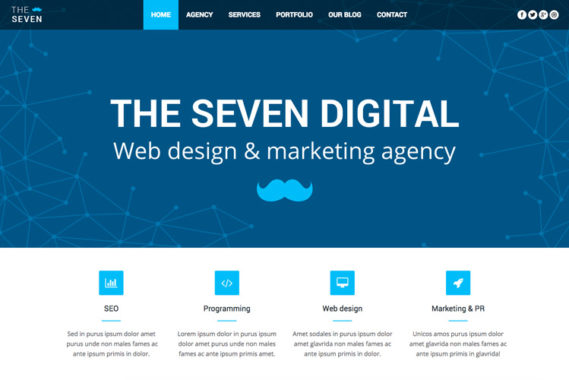 THE
SEVEN
HOME AGENCY SERVICES PORTFOLIO OUR BLOG CONTACT
THE SEVEN DIGITAL
Web design & marketing agency
SEO
Sed in purus ipsum dolor amet
purus unde non males fames ac
ante ipsum primis in dolor.
Programming
Lorem ipsum dolor in purus
dolor amet glavrida non males
fames ac ante ipsum primis amet.
Web design
Amet sodales in purus ipsum dolor
amet glavrida non males fames ac
ante ipsum primis in glavrida.
Marketing & PR
Unicos amos purus ipsum dolor
amet glavrida non males fames ac
ante ipsum primis in glavrida!